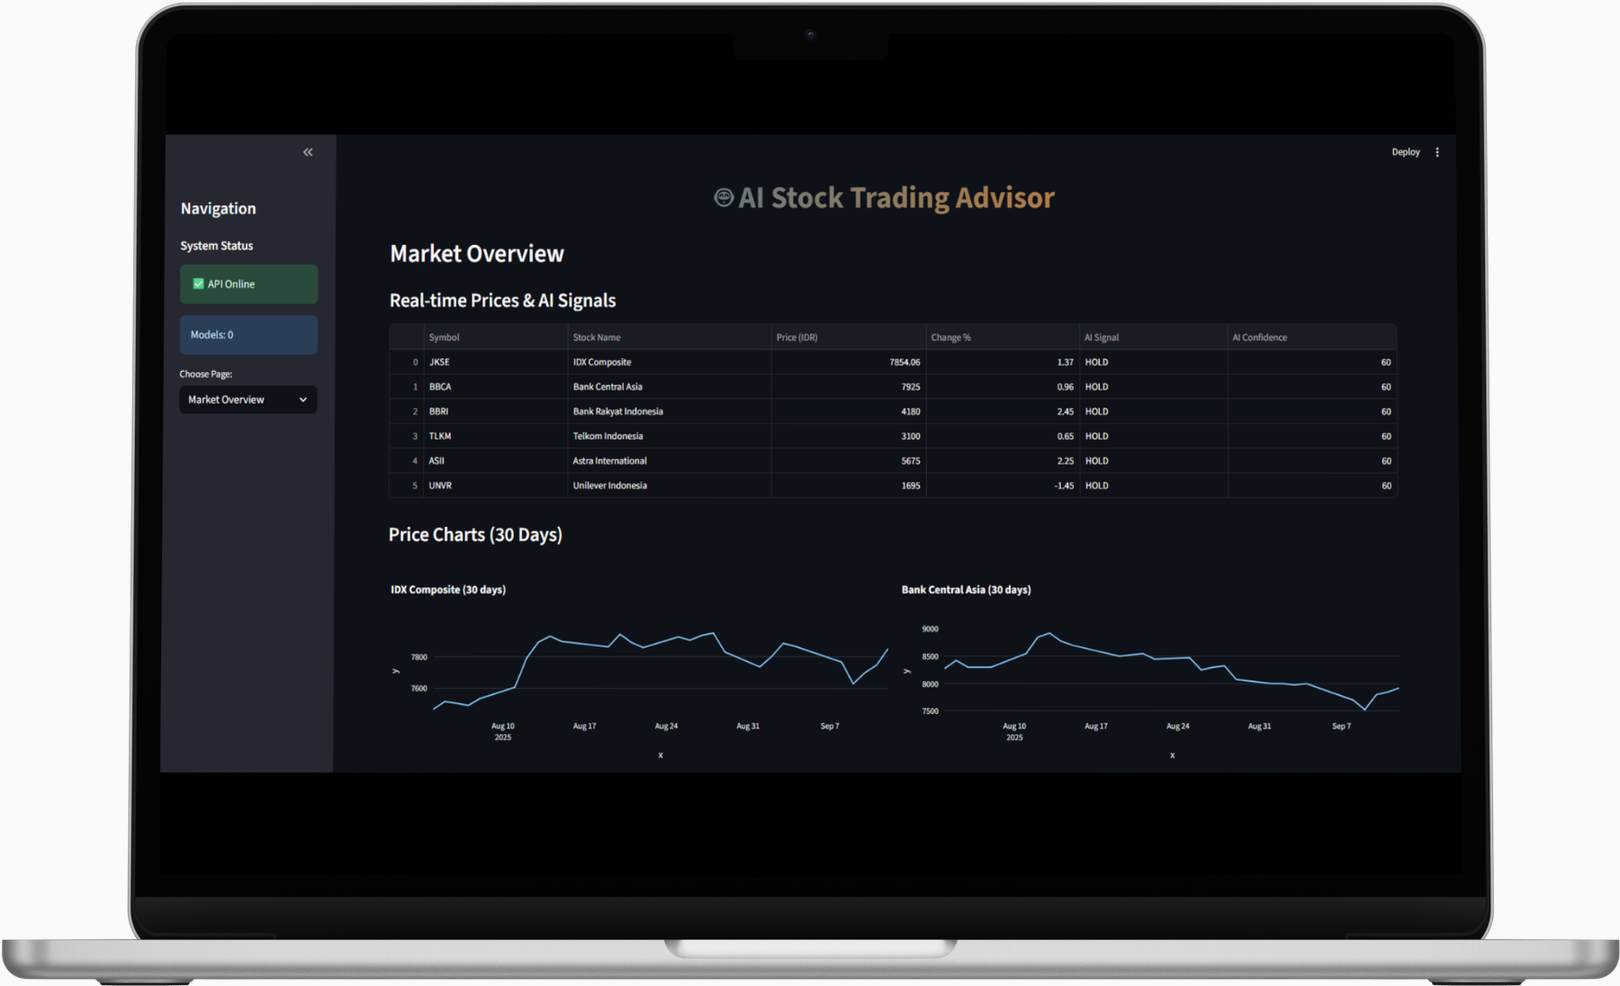 Deploy
AI Stock Trading Advisor
Navigation
System Status
✅ API Online
Models: 0
Choose Page:
Market Overview
Market Overview
Real-time Prices & AI Signals
Symbol Stock Name Price (IDR) Change % AI Signal AI Confidence
0 JKSE IDX Composite 7854.06 1.37 HOLD 60
1 BBCA Bank Central Asia 7925 0.96 HOLD 60
2 BBRI Bank Rakyat Indonesia 4180 2.45 HOLD 60
3 TLKM Telkom Indonesia 3100 0.65 HOLD 60
4 ASII Astra International 5675 2.25 HOLD 60
5 UNVR Unilever Indonesia 1695 -1.45 HOLD 60
Price Charts (30 Days)
IDX Composite (30 days)
7800
7600
y
Aug 10 Aug 17 Aug 24 Aug 31 Sep 7
2025
x
Bank Central Asia (30 days)
9000
8500
8000
7500
y
Aug 10 Aug 17 Aug 24 Aug 31 Sep 7
2025
x